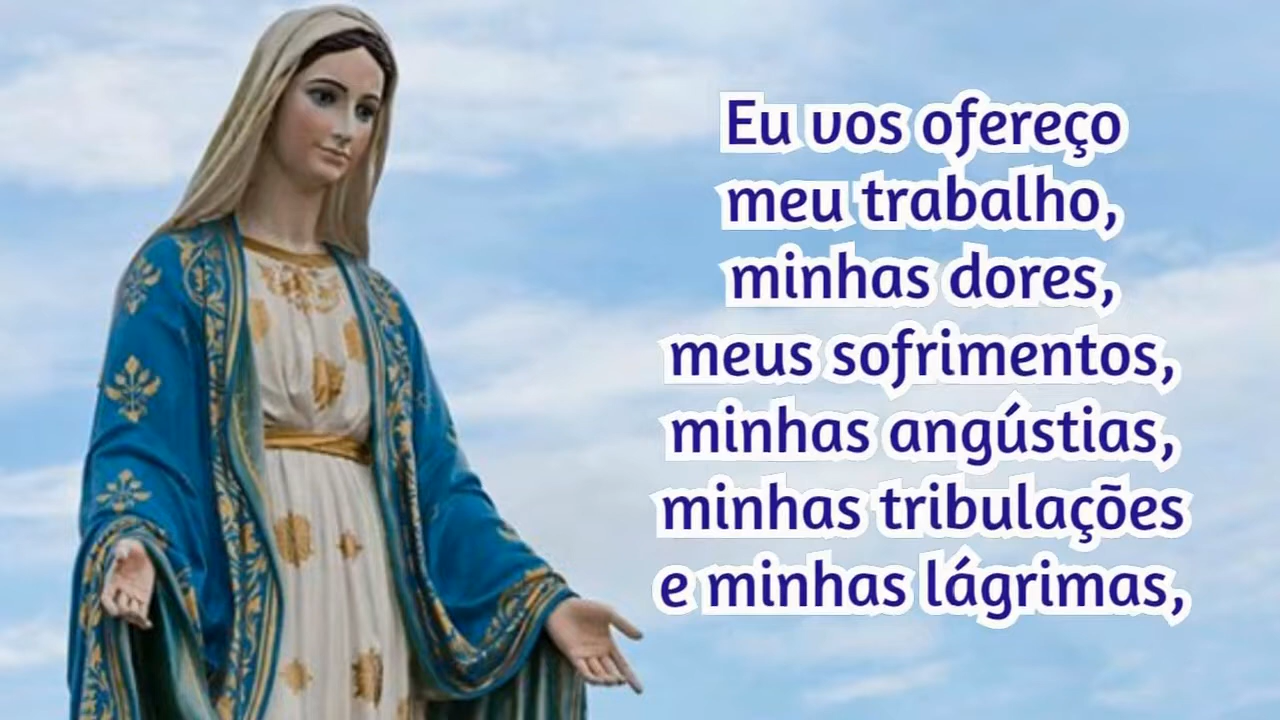 Eu vos ofereço
meu trabalho,
minhas dores,
meus sofrimentos,
minhas angústias,
minhas tribulações
e minhas lágrimas,